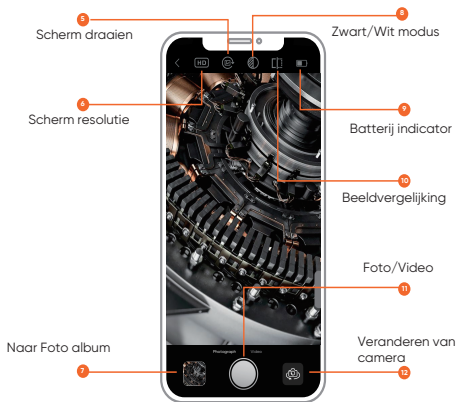 5
Scherm draaien
8
Zwart/Wit modus
HD
6
Scherm resolutie
9
Batterij indicator
10
Beeldvergelijking
Foto/Video
11
Photograph Video
Naar Foto album
7
Veranderen van
camera
12